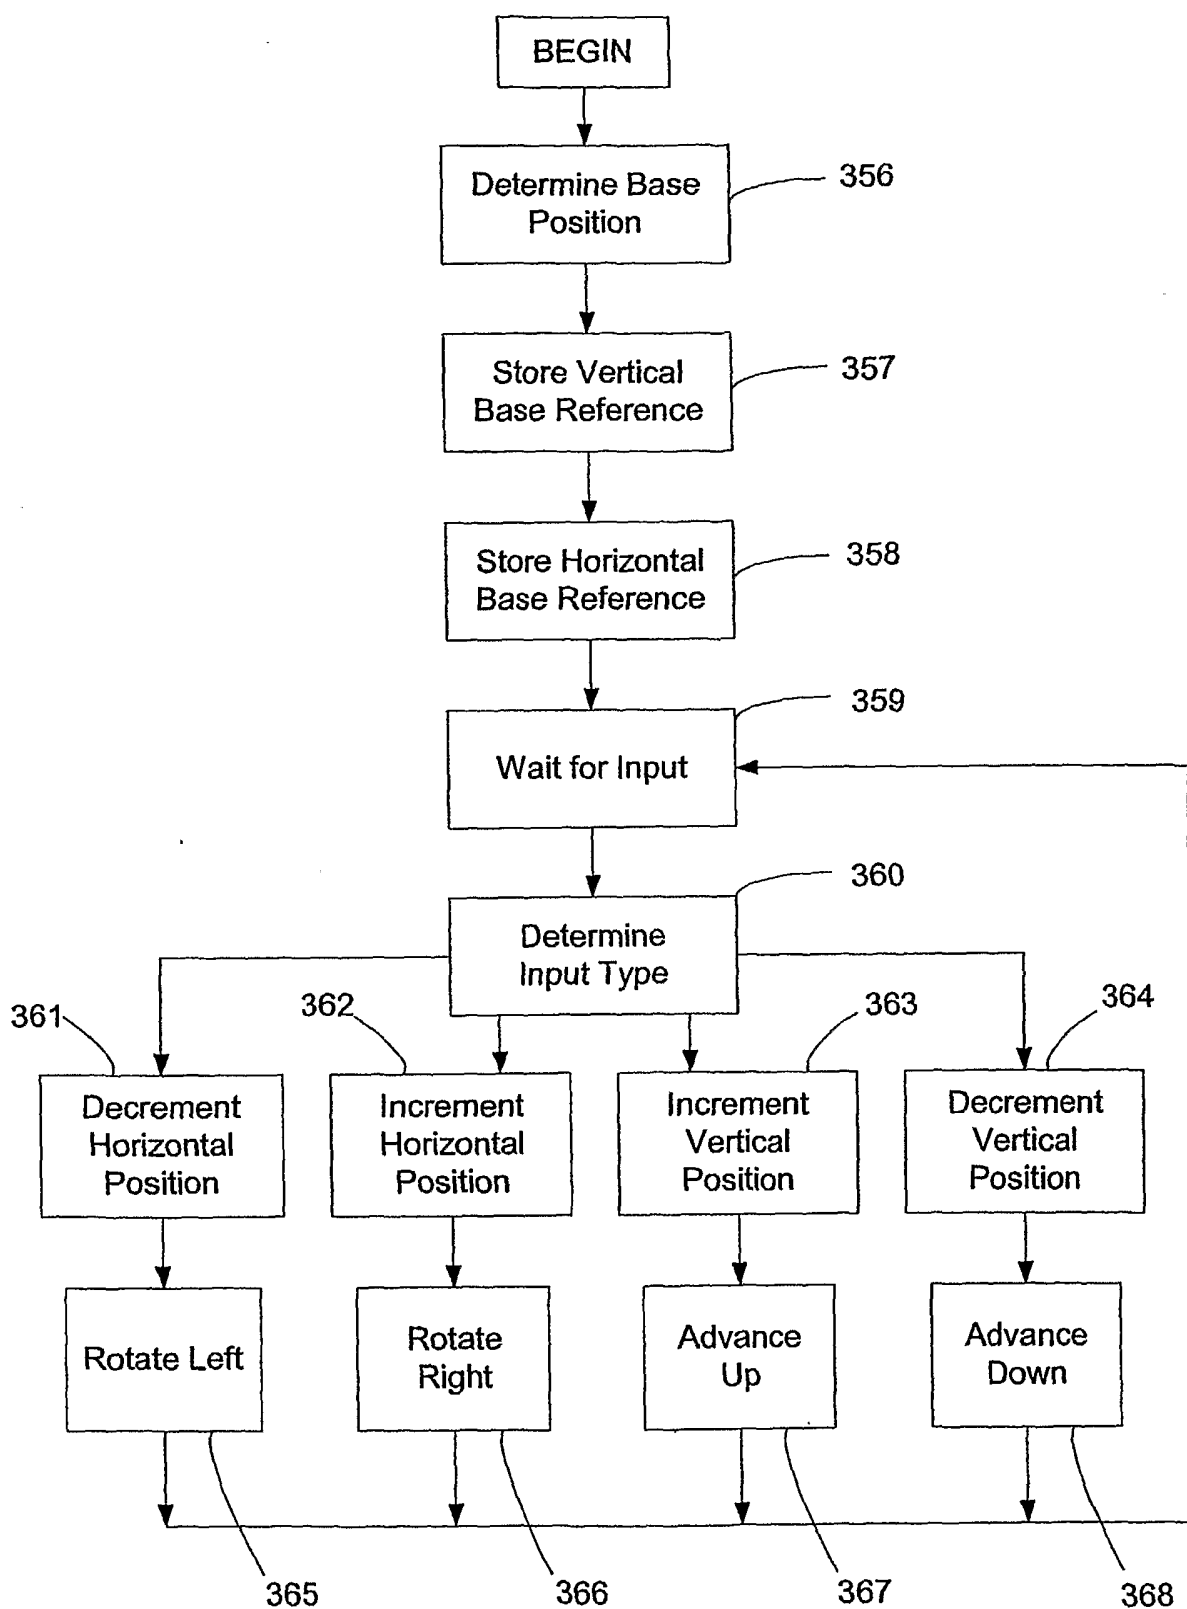 BEGIN
Determine Base
Position
356
Store Vertical
Base Reference
357
Store Horizontal
Base Reference
358
Wait for Input
359
Determine
Input Type
360
361
362
363
364
Decrement
Horizontal
Position
Increment
Horizontal
Position
Increment
Vertical
Position
Decrement
Vertical
Position
Rotate Left
Rotate
Right
Advance
Up
Advance
Down
365
366
367
368